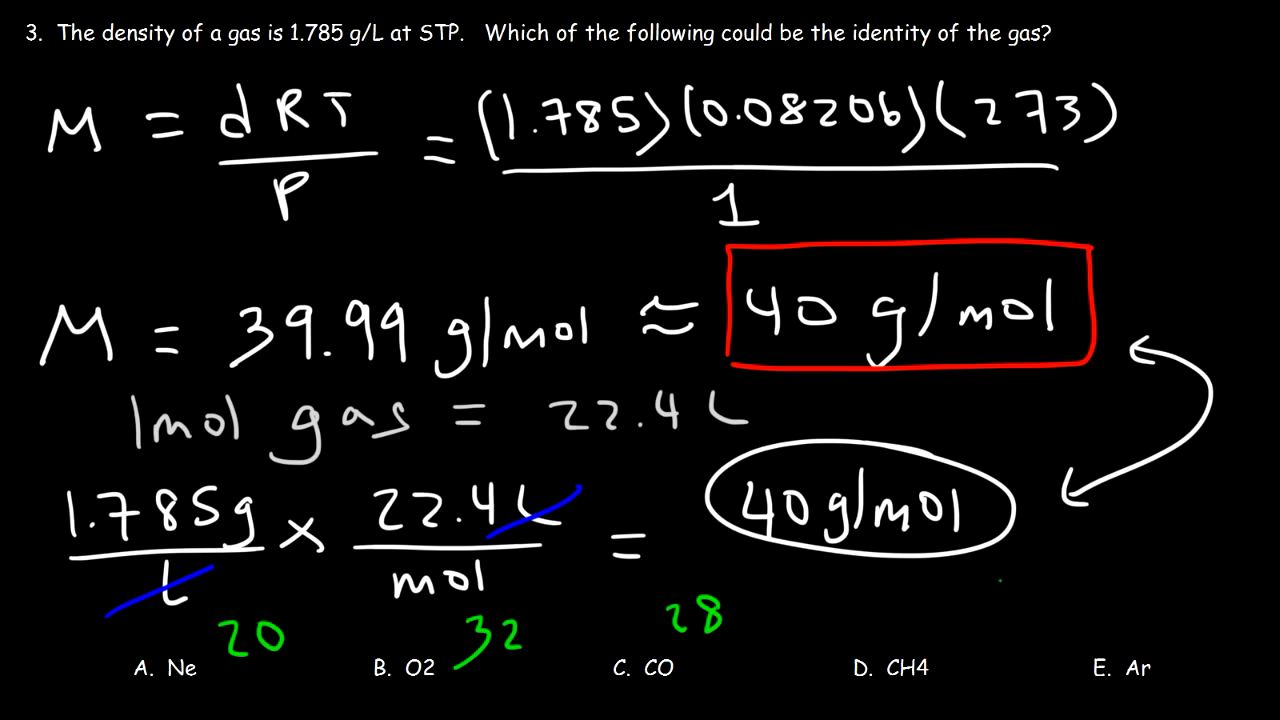 3. The density of a gas is 1.785 g/L at STP. Which of the following could be the identity of the gas?
M = dRT / P = (1.785)(0.08206)(273) / 1
M = 39.99 g/mol ≈ 40 g/mol
1mol gas = 22.4 L
1.785g / L × 22.4 L / mol = 40g/mol
20 32 28
A. Ne B. O2 C. CO D. CH4 E. Ar